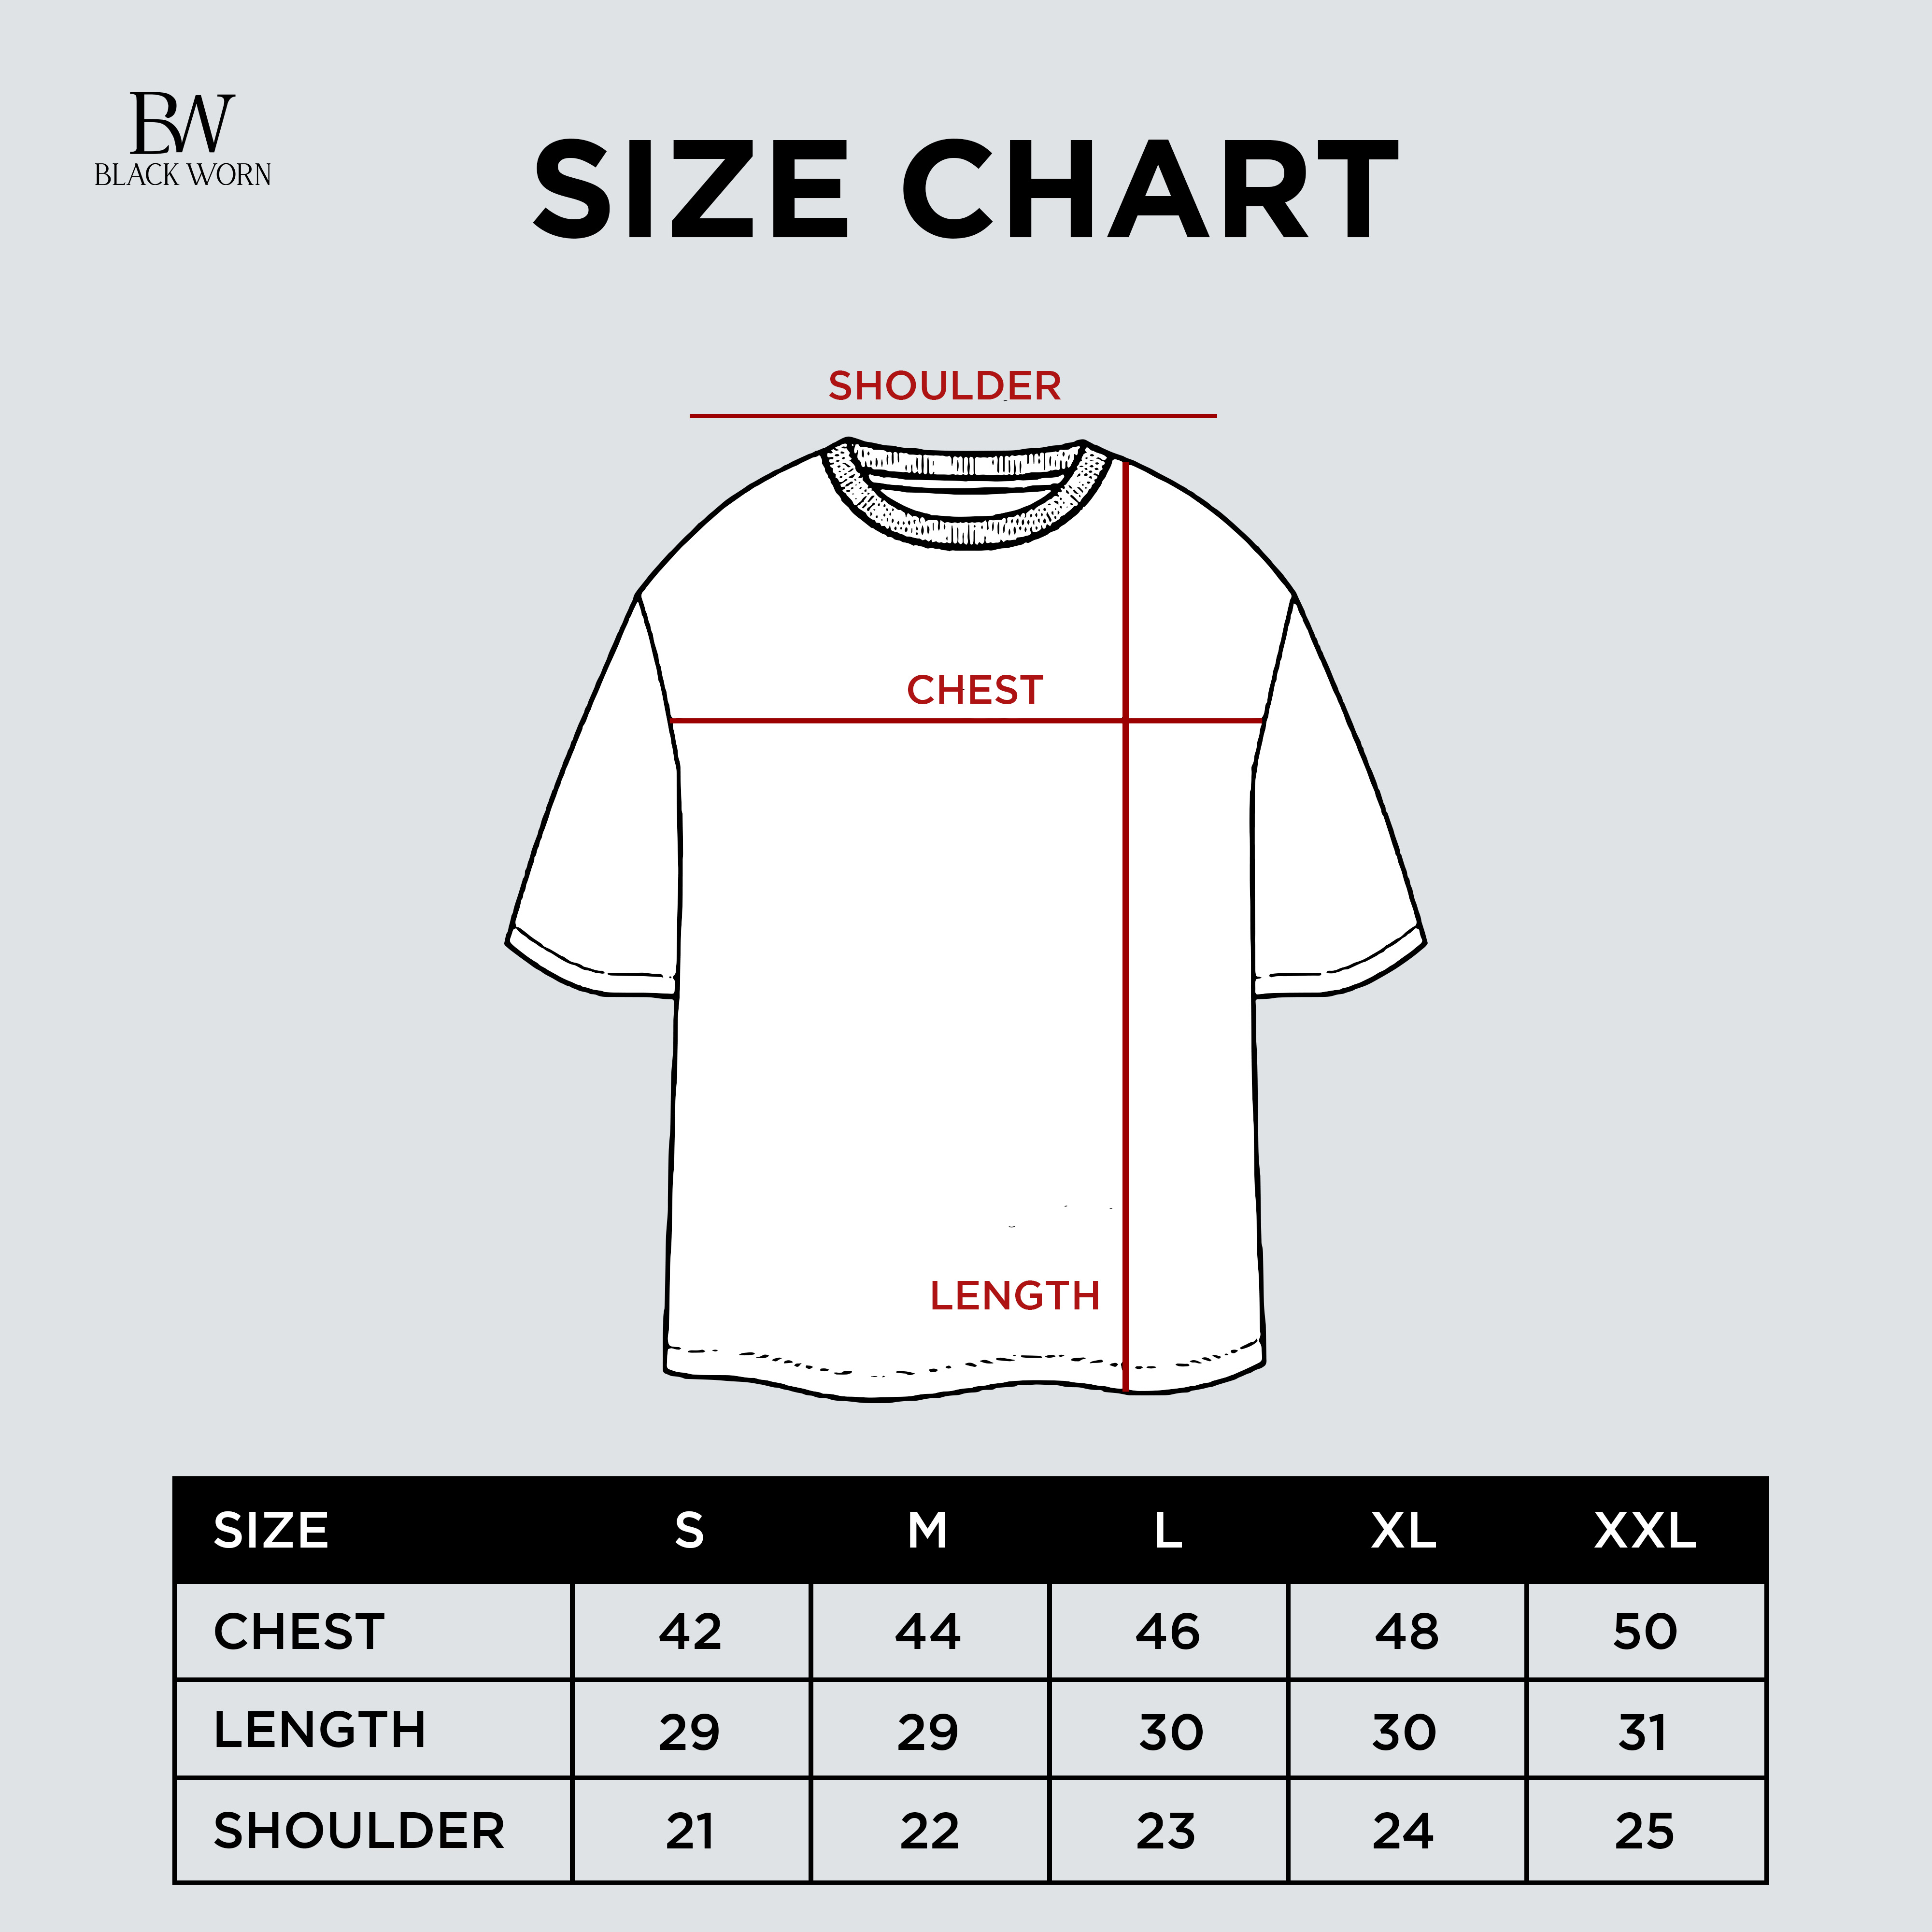 BW
BLACK WORN
SIZE CHART
SHOULDER
CHEST
LENGTH
SIZE S M L XL XXL
CHEST 42 44 46 48 50
LENGTH 29 29 30 30 31
SHOULDER 21 22 23 24 25